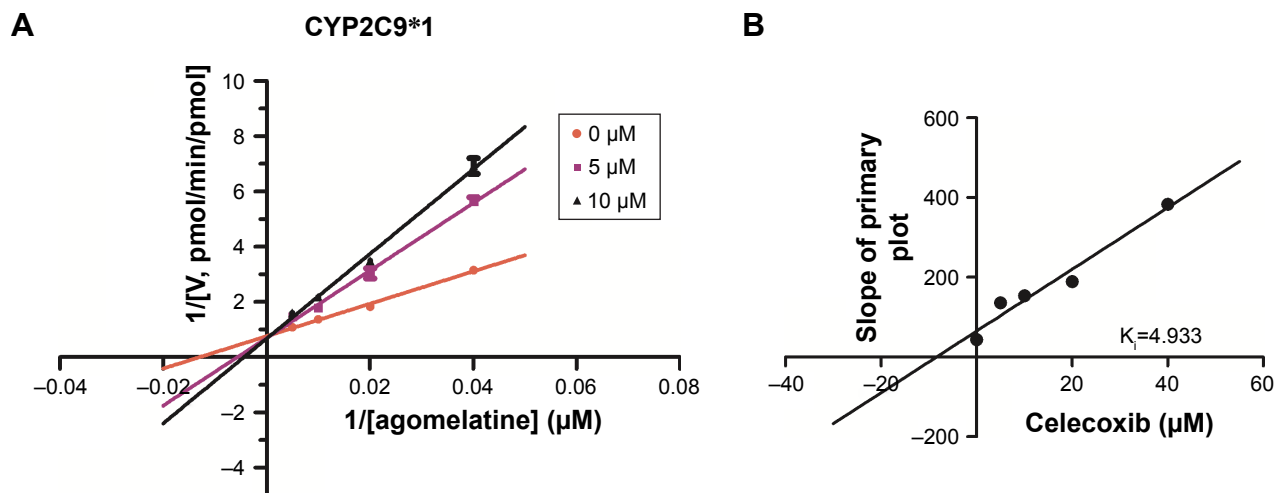 A
CYP2C9*1
1/[V, pmol/min/pmol]
10
8
6
4
2
–2
–4
–0.04
–0.02
0.02
0.04
0.06
0.08
1/[agomelatine] (µM)
0 µM
5 µM
10 µM
B
Slope of primary
plot
600
400
200
–200
–40
–20
20
40
60
Kᵢ=4.933
Celecoxib (µM)